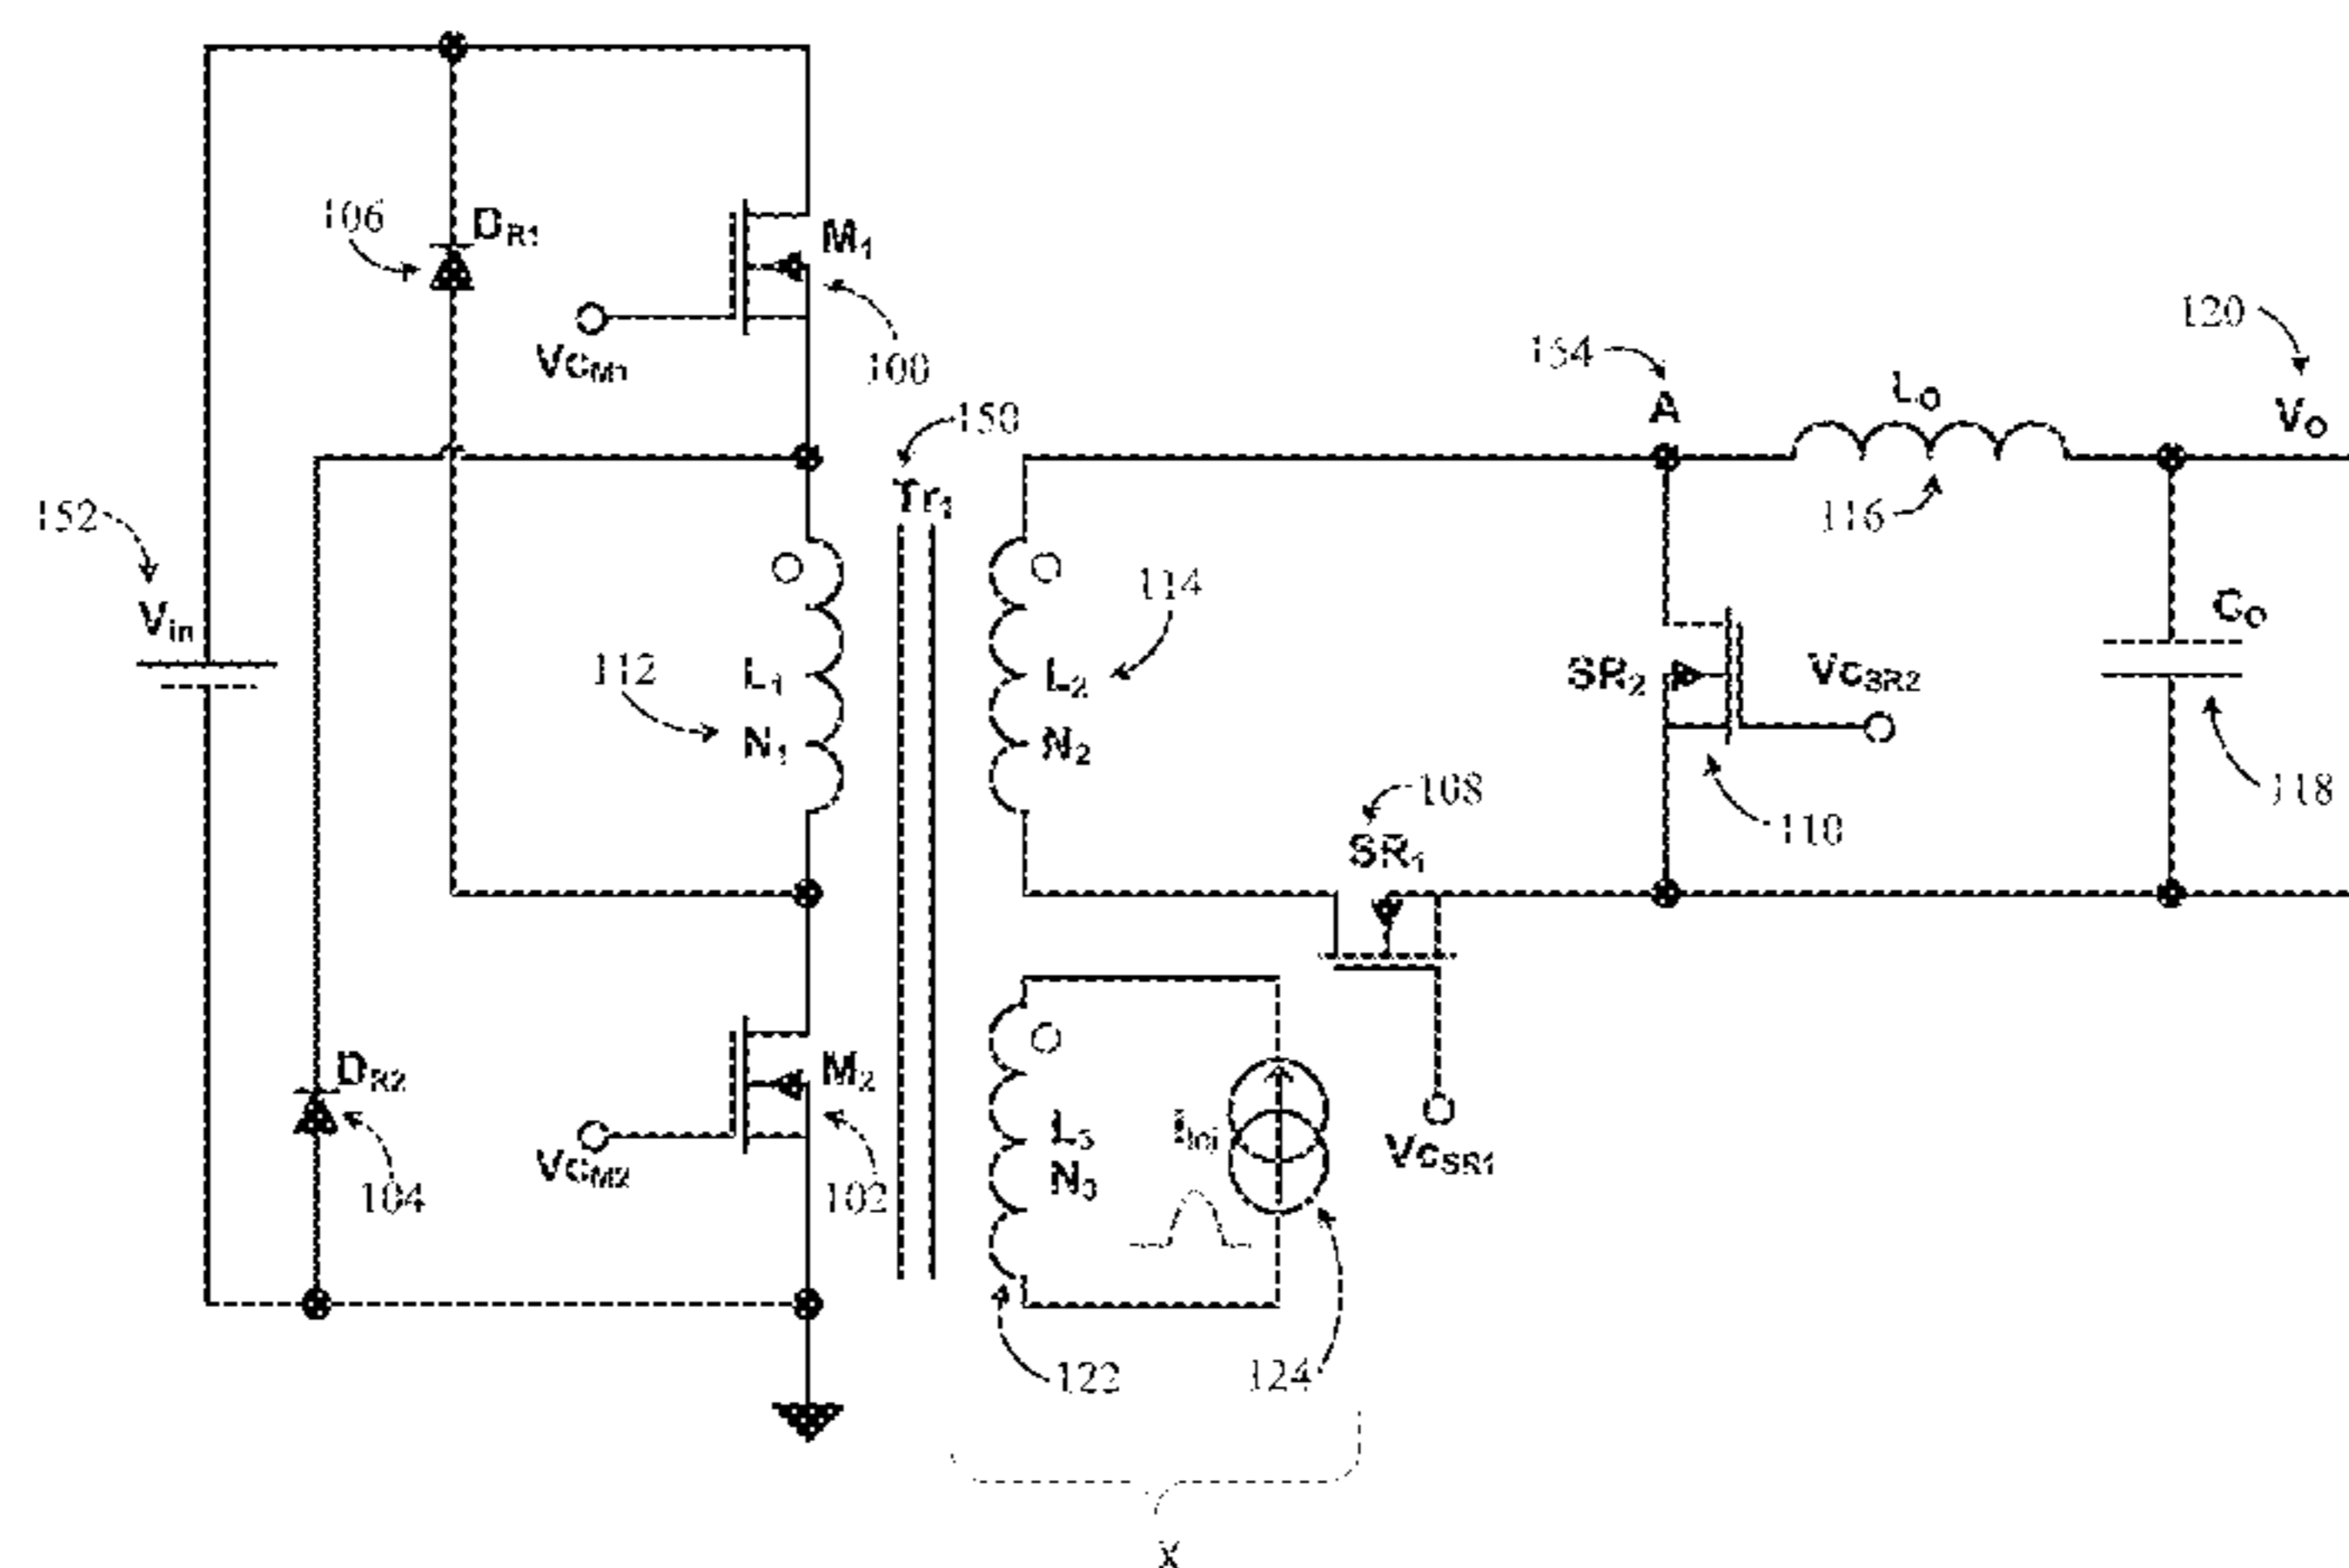 106
DR1
M1
VCM1
100
152
Vin
150
Tr1
154
A
LO
116
120
VO
112
L1
N1
L2
N2
114
SR2
VCSR2
110
CO
118
108
SR1
DR2
104
M2
VCM2
102
L3
N3
Iinj
VCSR1
122
124
X